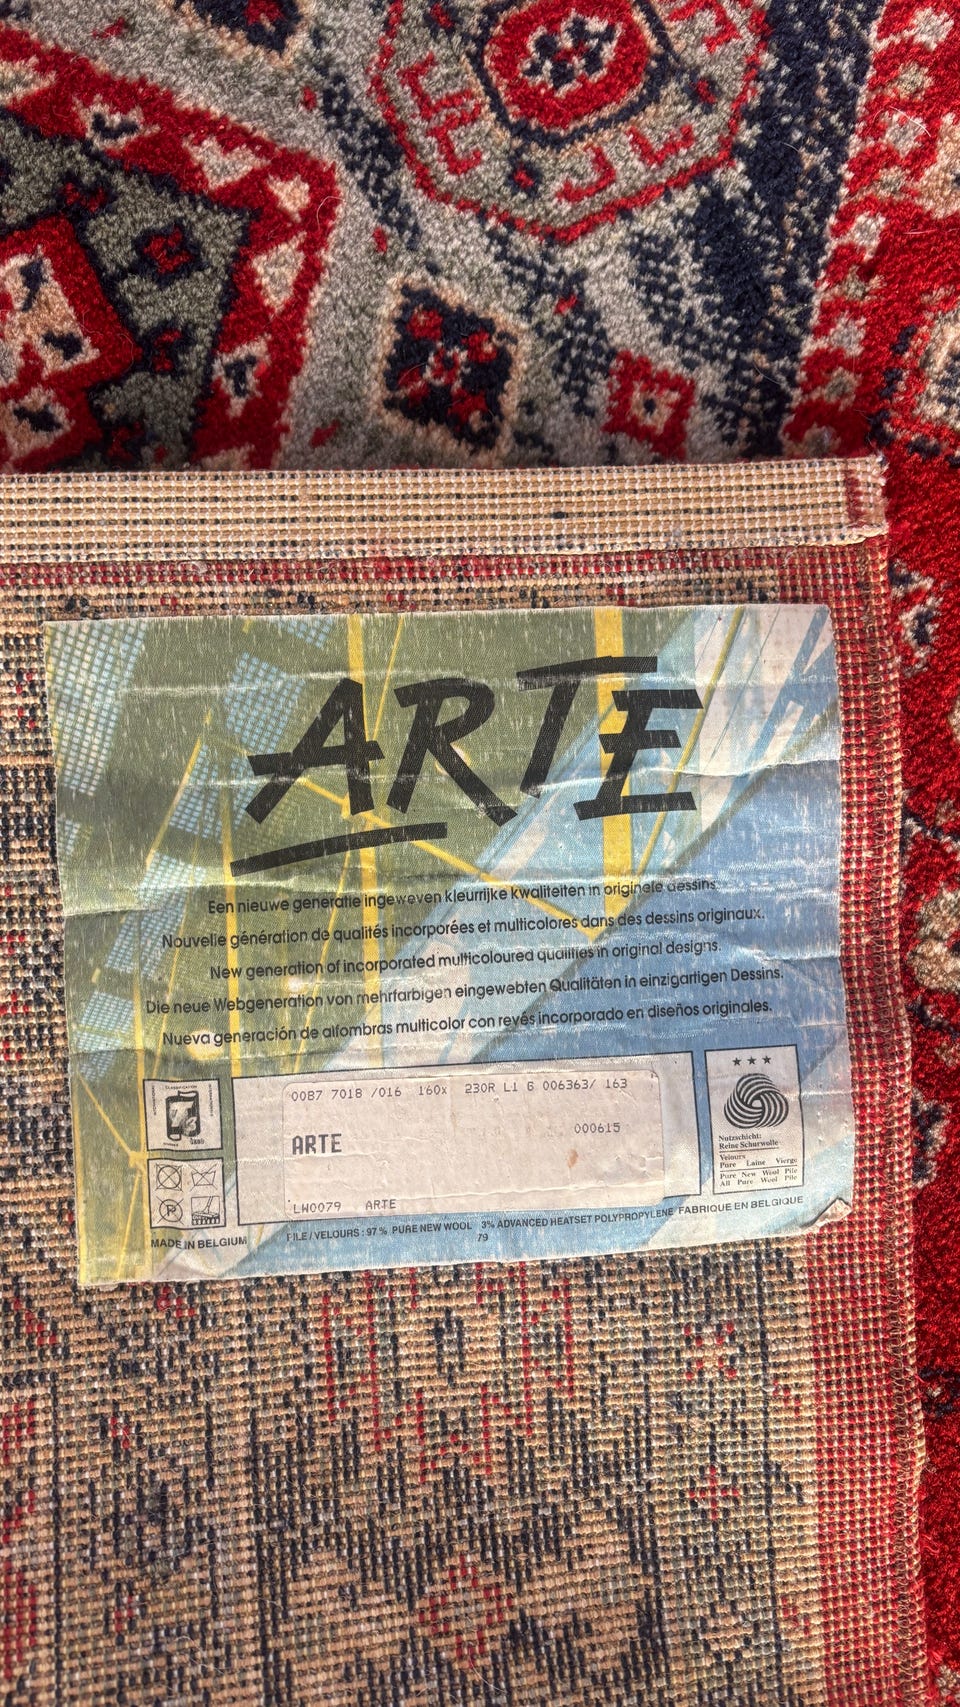 ARTE
Een nieuwe generatie ingeweven kleurrijke kwaliteiten in originele dessins.
Nouvelle génération de qualités incorporées et multicolores dans des dessins originaux.
New generation of incorporated multicoloured qualities in original designs.
Die neue Webgeneration von mehrfarbigen eingewebten Qualitäten in einzigartigen Dessins.
Nueva generación de alfombras multicolor con revés incorporado en diseños originales.
00B7 7018 /016 160x 230R L1 6 006363/ 163
000615
ARTE
LW0079 ARTE
Nutzschicht:
Reine Schurwolle
Velours
Pure Laine Vierge
Pure New Wool Pile
All Pure Wool Pile
P
MADE IN BELGIUM
PILE / VELOURS : 97 % PURE NEW WOOL 3% ADVANCED HEATSET POLYPROPYLENE FABRIQUE EN BELGIQUE
79